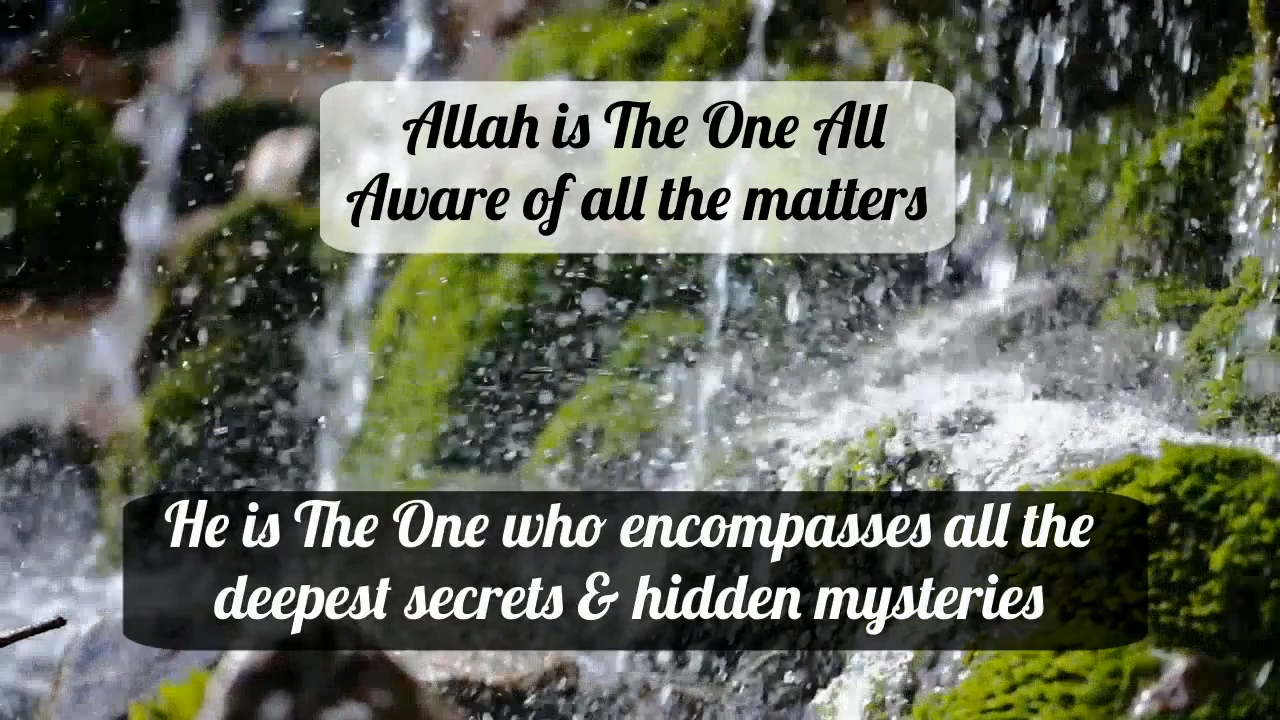 Allah is The One All
Aware of all the matters
He is The One who encompasses all the
deepest secrets & hidden mysteries